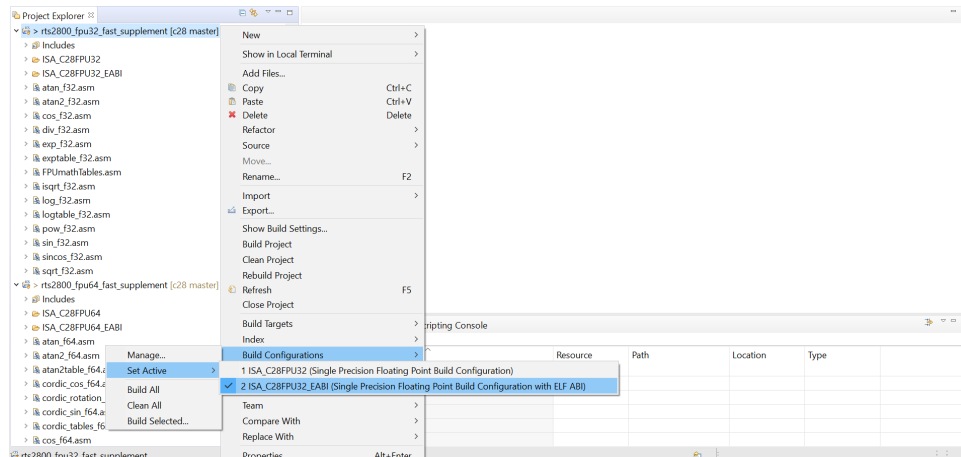 Project Explorer
> rts2800_fpu32_fast_supplement [c28 master]
Includes
ISA_C28FPU32
ISA_C28FPU32_EABI
atan_f32.asm
atan2_f32.asm
cos_f32.asm
div_f32.asm
exp_f32.asm
exptable_f32.asm
FPUmathTables.asm
isqrt_f32.asm
log_f32.asm
logtable_f32.asm
pow_f32.asm
sin_f32.asm
sincos_f32.asm
sqrt_f32.asm
> rts2800_fpu64_fast_supplement [c28 master]
Includes
ISA_C28FPU64
ISA_C28FPU64_EABI
atan_f64.asm
atan2_f64.asm
atan2table_f64.a
cordic_cos_f64.a
cordic_rotation_
cordic_sin_f64.a
cordic_tables_f6
cos_f64.asm
rts2800_fpu32_fast_supplement
New
Show in Local Terminal
Add Files...
Copy Ctrl+C
Paste Ctrl+V
Delete Delete
Refactor
Source
Move...
Rename... F2
Import
Export...
Show Build Settings...
Build Project
Clean Project
Rebuild Project
Refresh F5
Close Project
Build Targets
Index
Build Configurations
Team
Compare With
Replace With
Properties Alt+Enter
Manage...
Set Active
Build All
Clean All
Build Selected...
1 ISA_C28FPU32 (Single Precision Floating Point Build Configuration)
2 ISA_C28FPU32_EABI (Single Precision Floating Point Build Configuration with ELF ABI)
cripting Console
Resource Path Location Type